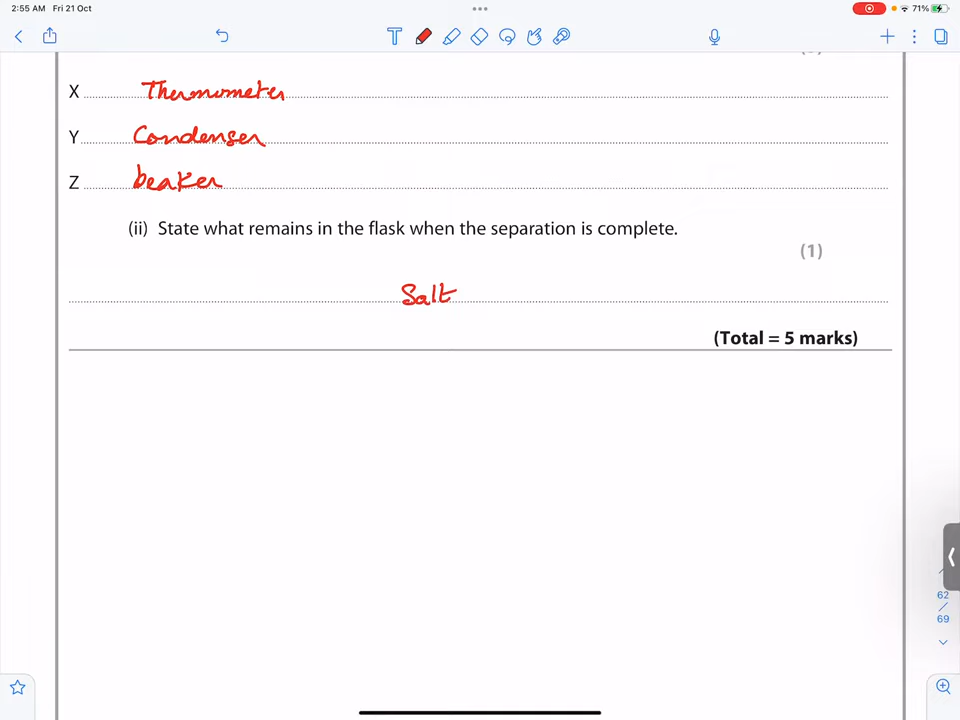 2:55 AM Fri 21 Oct
71%
X Thermometer
Y Condenser
Z beaker
(ii) State what remains in the flask when the separation is complete.
(1)
Salt
(Total = 5 marks)
62
/
69